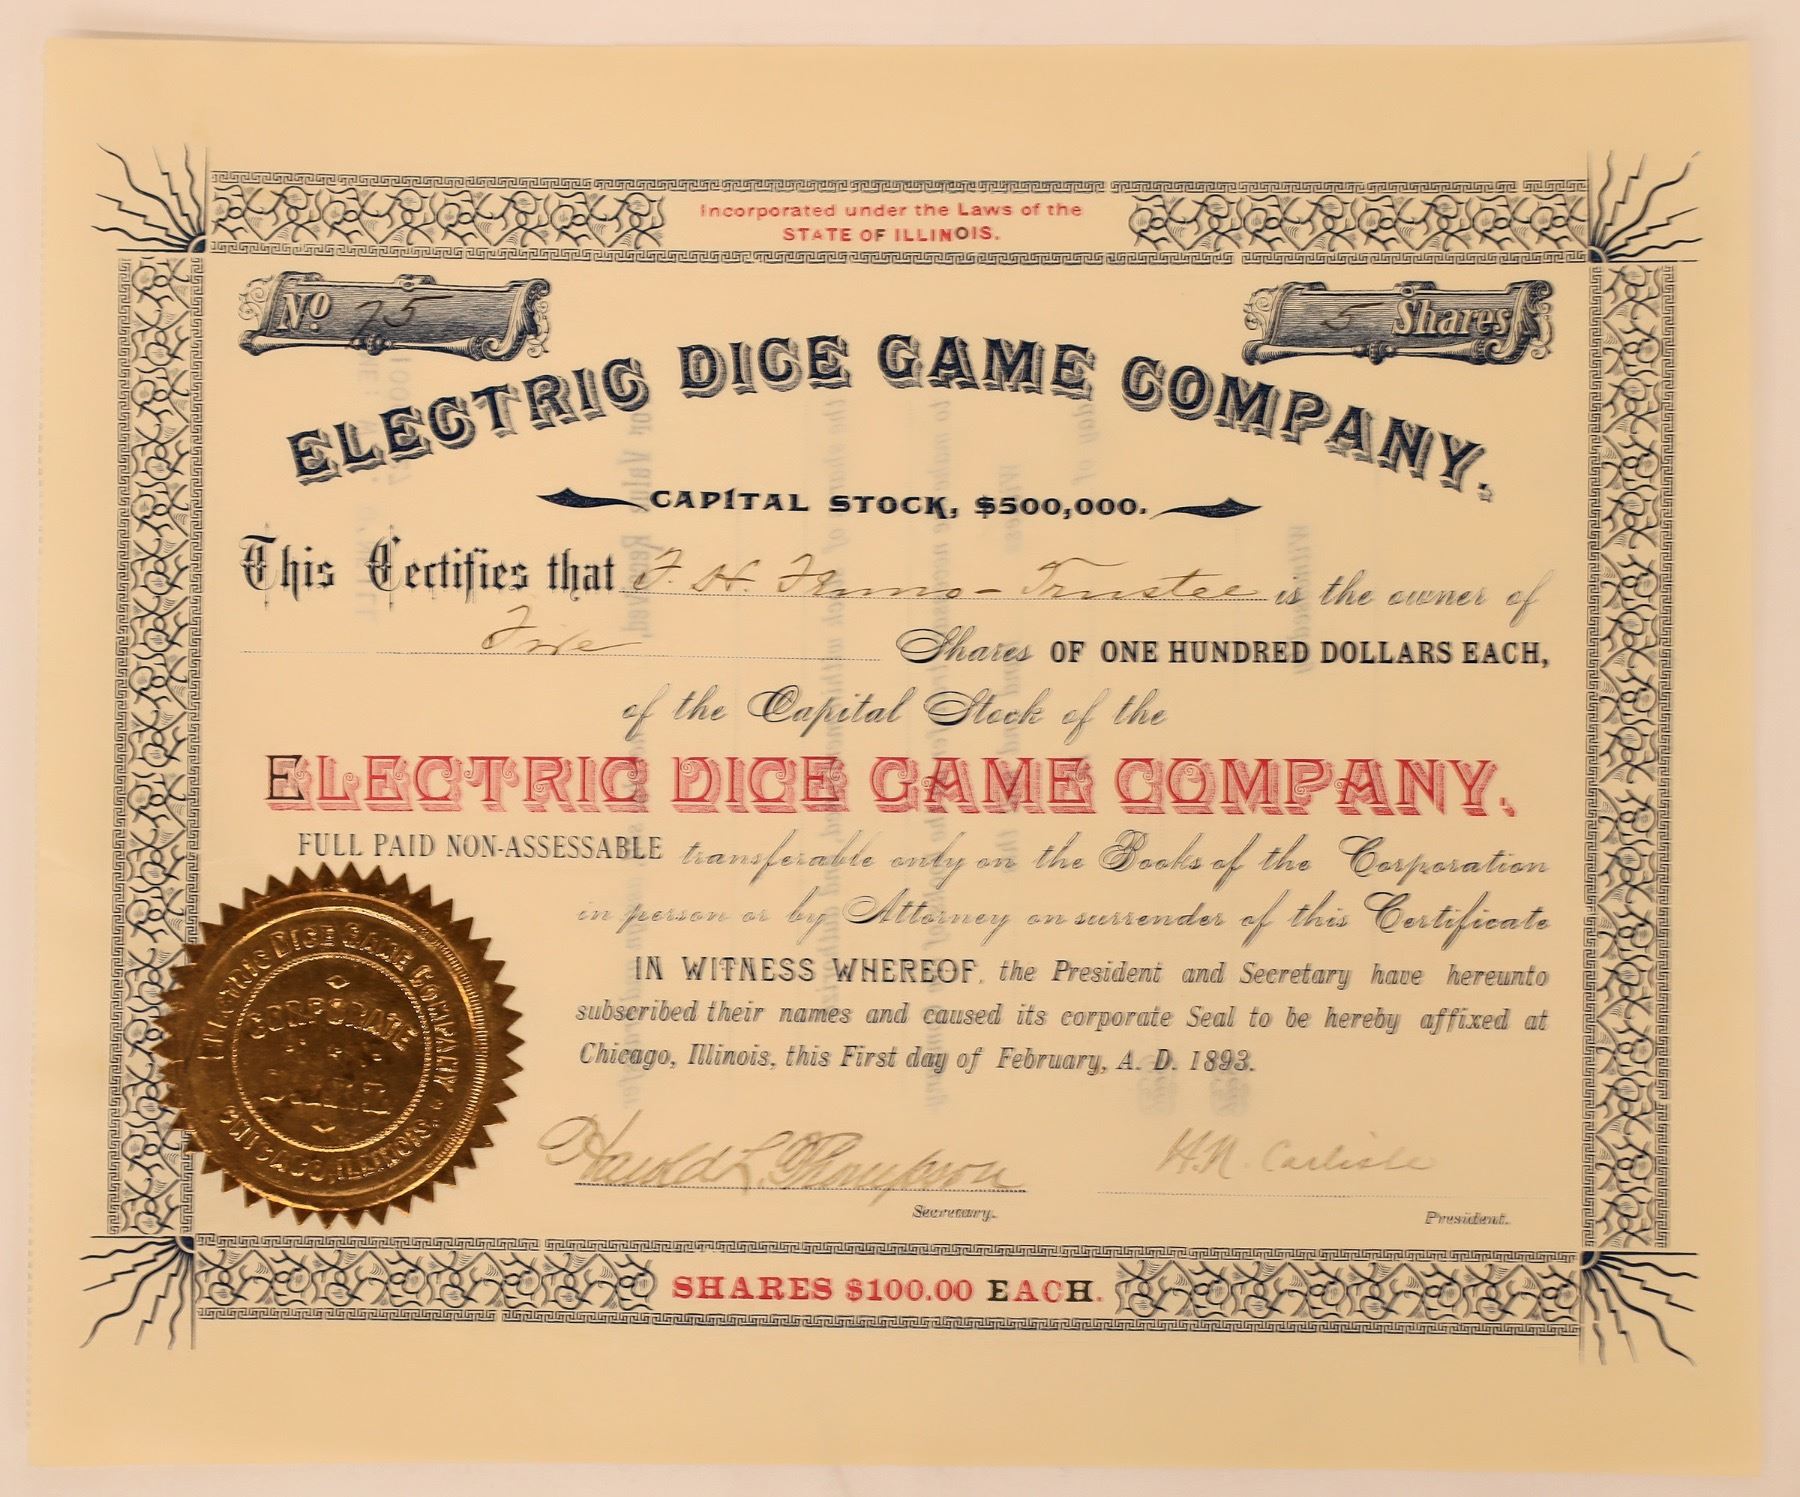 Incorporated under the Laws of the
STATE OF ILLINOIS.
No. 75
5 Shares
ELECTRIC DICE GAME COMPANY.
CAPITAL STOCK, $500,000.
This Certifies that F. H. Trustee is the owner of
Five Shares OF ONE HUNDRED DOLLARS EACH,
of the Capital Stock of the
ELECTRIC DICE GAME COMPANY.
FULL PAID NON-ASSESSABLE transferable only on the Books of the Corporation
in person or by Attorney on surrender of this Certificate
IN WITNESS WHEREOF, the President and Secretary have hereunto
subscribed their names and caused its corporate Seal to be hereby affixed at
Chicago, Illinois, this First day of February, A. D. 1893.
ELECTRIC DICE GAME COMPANY
CORPORATE
SEAL
CHICAGO, ILLINOIS.
Harold L. Thompson
Secretary.
H. N. Carlisle
President.
SHARES $100.00 EACH.